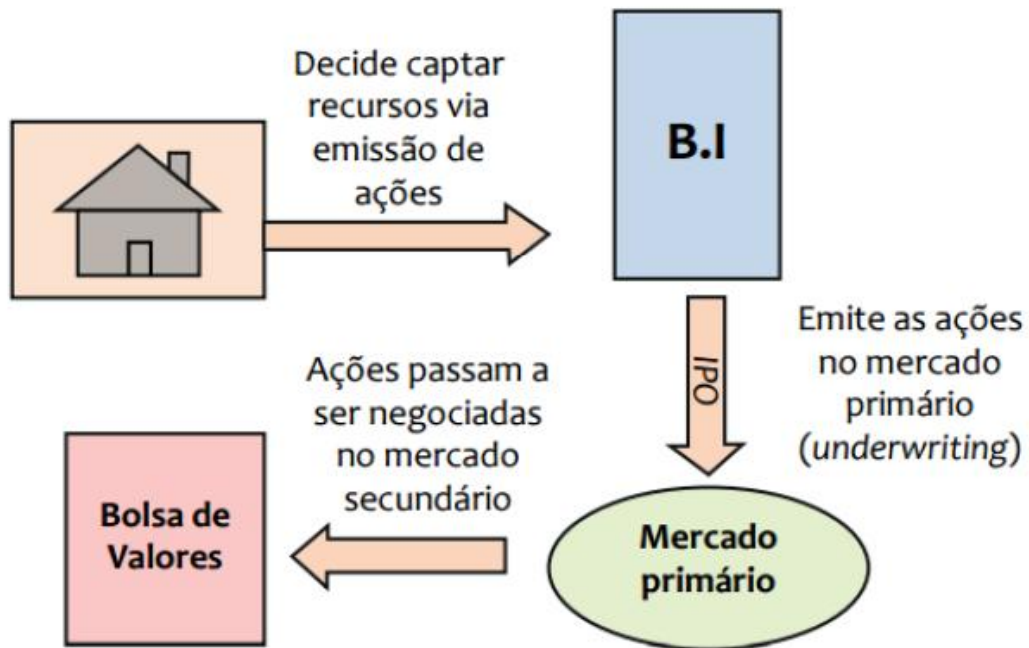 Decide captar
recursos via
emissão de
ações
B.I
IPO
Emite as ações
no mercado
primário
(underwriting)
Mercado
primário
Ações passam a
ser negociadas
no mercado
secundário
Bolsa de
Valores